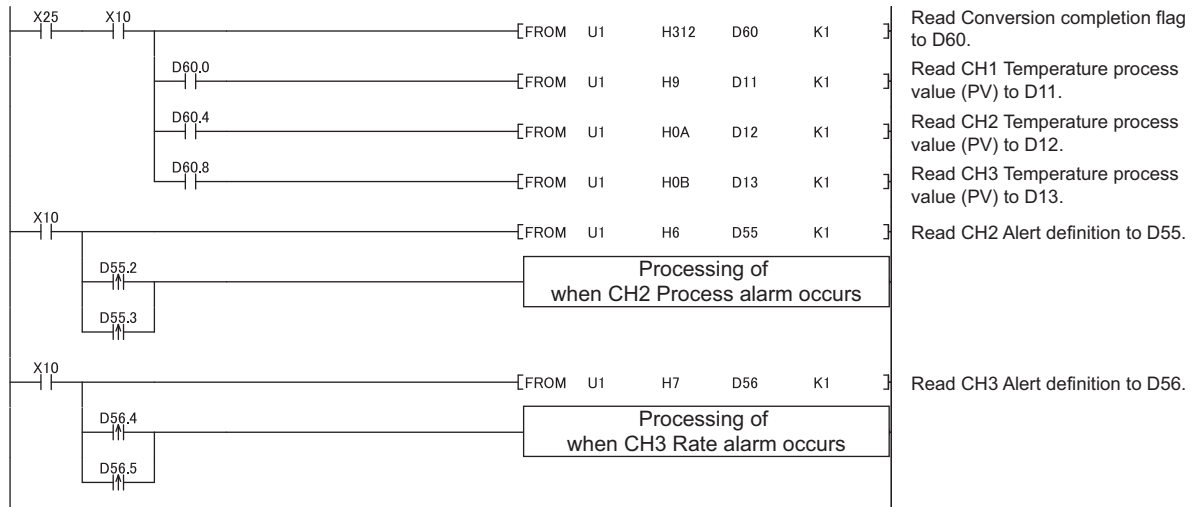 X25 X10
[FROM U1 H312 D60 K1 ]
Read Conversion completion flag
to D60.
D60.0
[FROM U1 H9 D11 K1 ]
Read CH1 Temperature process
value (PV) to D11.
D60.4
[FROM U1 H0A D12 K1 ]
Read CH2 Temperature process
value (PV) to D12.
D60.8
[FROM U1 H0B D13 K1 ]
Read CH3 Temperature process
value (PV) to D13.
X10
[FROM U1 H6 D55 K1 ]
Read CH2 Alert definition to D55.
D55.2
Processing of
when CH2 Process alarm occurs
D55.3
X10
[FROM U1 H7 D56 K1 ]
Read CH3 Alert definition to D56.
D56.4
Processing of
when CH3 Rate alarm occurs
D56.5